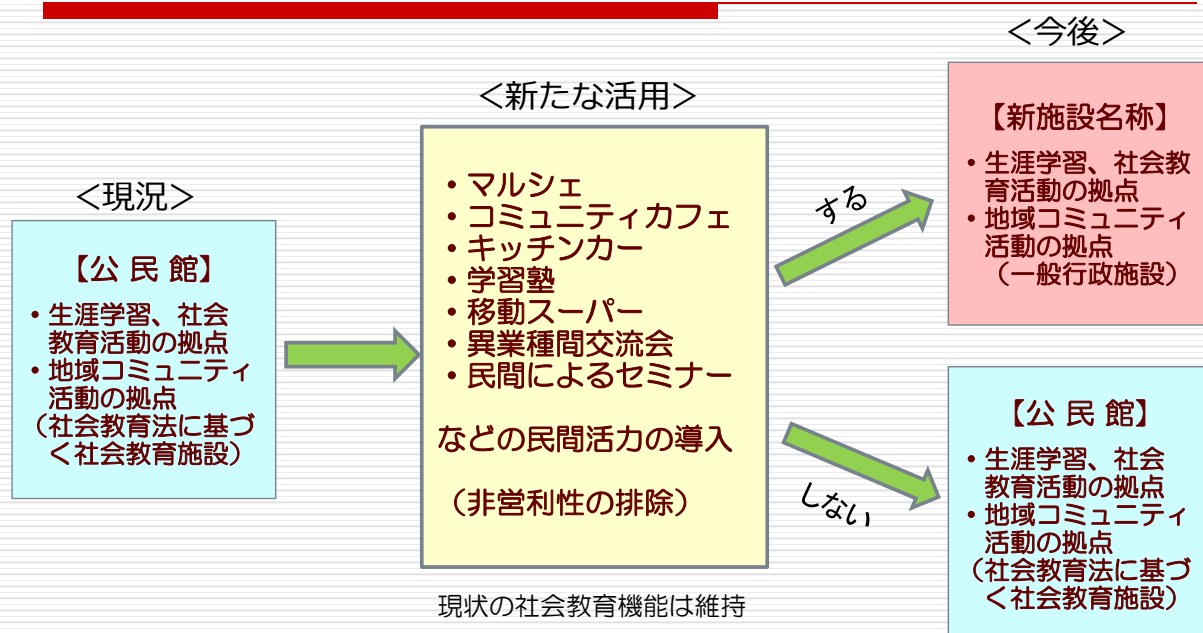 <現況>
【公 民 館】
・生涯学習、社会
教育活動の拠点
・地域コミュニティ
活動の拠点
（社会教育法に基づ
く社会教育施設）
<新たな活用>
・マルシェ
・コミュニティカフェ
・キッチンカー
・学習塾
・移動スーパー
・異業種間交流会
・民間によるセミナー
などの民間活力の導入
（非営利性の排除）
現状の社会教育機能は維持
する
しない
<今後>
【新施設名称】
・生涯学習、社会教
育活動の拠点
・地域コミュニティ
活動の拠点
（一般行政施設）
【公 民 館】
・生涯学習、社会
教育活動の拠点
・地域コミュニティ
活動の拠点
（社会教育法に基づ
く社会教育施設）